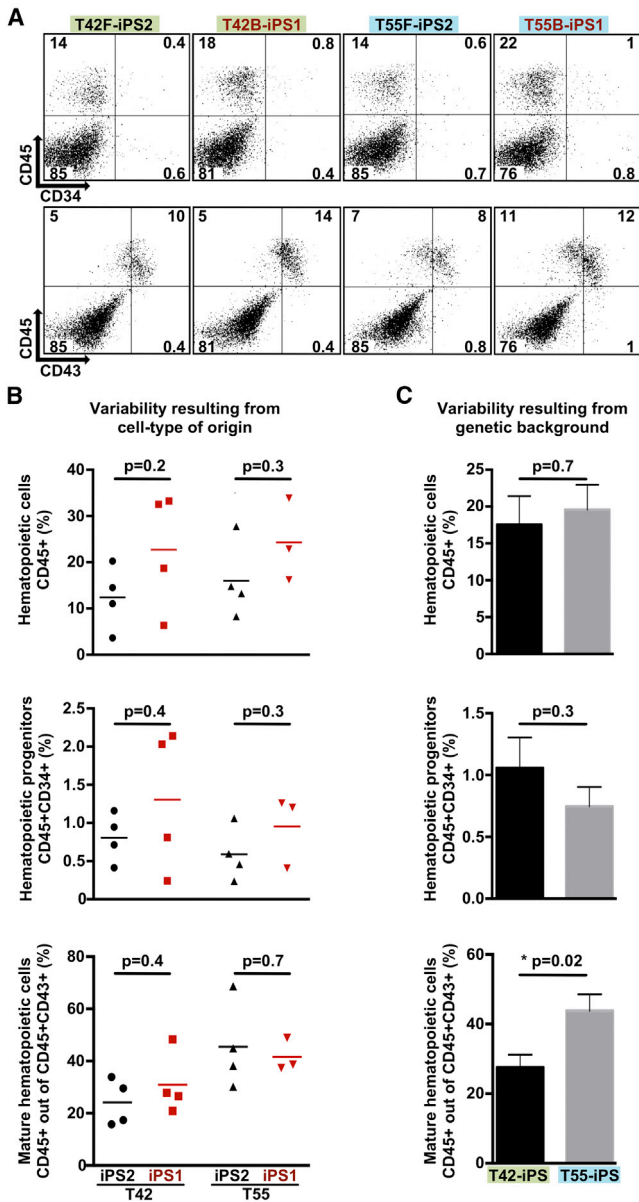 A
T42F-iPS2 T42B-iPS1 T55F-iPS2 T55B-iPS1
14 0.4 18 0.8 14 0.6 22 1
CD45
85 0.6 81 0.4 85 0.7 76 0.8
CD34
5 10 5 14 7 8 11 12
CD45
85 0.4 81 0.4 85 0.8 76 1
CD43
B
Variability resulting from
cell-type of origin
Hematopoietic cells
CD45+ (%)
40
30
20
10
0
p=0.2 p=0.3
Hematopoietic progenitors
CD45+CD34+ (%)
2.5
2.0
1.5
1.0
0.5
0
p=0.4 p=0.3
Mature hematopoietic cells
CD45+ out of CD45+CD43+ (%)
80
60
40
20
0
p=0.4 p=0.7
iPS2 iPS1 iPS2 iPS1
T42 T55
C
Variability resulting from
genetic background
Hematopoietic cells
CD45+ (%)
25
20
15
10
5
0
p=0.7
Hematopoietic progenitors
CD45+CD34+ (%)
1.5
1.0
0.5
0.0
p=0.3
Mature hematopoietic cells
CD45+ out of CD45+CD43+ (%)
60
40
20
0
* p=0.02
T42-iPS T55-iPS